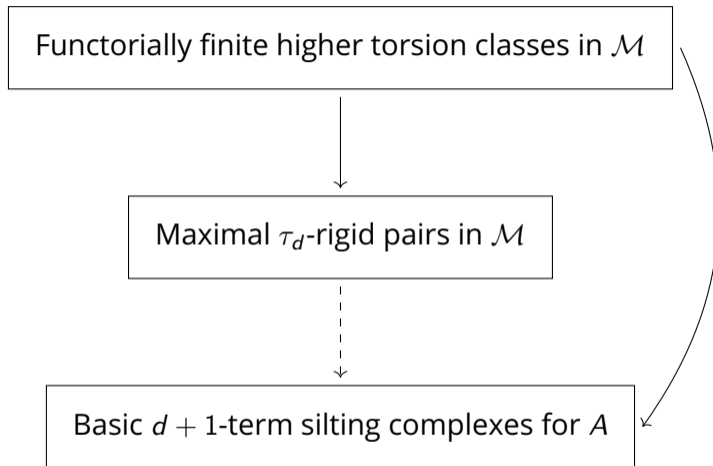 Functorially finite higher torsion classes in ℳ
Maximal τ_d-rigid pairs in ℳ
Basic d + 1-term silting complexes for A